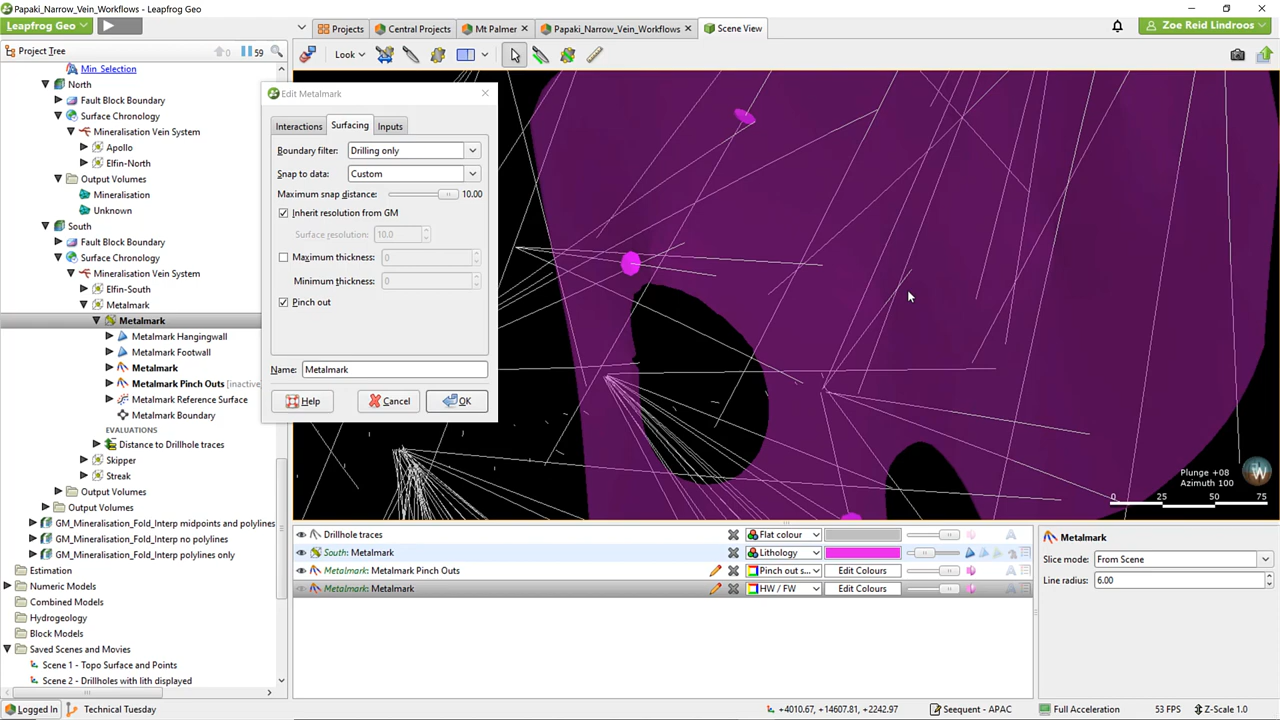 Papaki_Narrow_Vein_Workflows - Leapfrog Geo
Leapfrog Geo
Projects
Central Projects
Mt Palmer
Papaki_Narrow_Vein_Workflows
Scene View
Zoe Reid Lindroos
Project Tree
0
59
Look
Min_Selection
North
Fault Block Boundary
Surface Chronology
Mineralisation Vein System
Apollo
Elfin-North
Output Volumes
Mineralisation
Unknown
South
Fault Block Boundary
Surface Chronology
Mineralisation Vein System
Elfin-South
Metalmark
Metalmark
Metalmark Hangingwall
Metalmark Footwall
Metalmark
Metalmark Pinch Outs [inactive
Metalmark Reference Surface
Metalmark Boundary
EVALUATIONS
Distance to Drillhole traces
Skipper
Streak
Output Volumes
Output Volumes
GM_Mineralisation_Fold_Interp midpoints and polylines
GM_Mineralisation_Fold_Interp no polylines
GM_Mineralisation_Fold_Interp polylines only
Estimation
Numeric Models
Combined Models
Hydrogeology
Block Models
Saved Scenes and Movies
Scene 1 - Topo Surface and Points
Scene 2 - Drillholes with lith displayed
Edit Metalmark
Interactions
Surfacing
Inputs
Boundary filter:
Drilling only
Snap to data:
Custom
Maximum snap distance:
10.00
Inherit resolution from GM
Surface resolution:
10.0
Maximum thickness:
0
Minimum thickness:
0
Pinch out
Name:
Metalmark
Help
Cancel
OK
Plunge +08
Azimuth 100
0
25
50
75
Drillhole traces
Flat colour
South: Metalmark
Lithology
Metalmark: Metalmark Pinch Outs
Pinch out s...
Edit Colours
Metalmark: Metalmark
HW / FW
Edit Colours
Metalmark
Slice mode:
From Scene
Line radius:
6.00
Logged In
Technical Tuesday
+4010.67, +14607.81, +2242.97
Seequent - APAC
Full Acceleration
53 FPS
Z-Scale 1.0